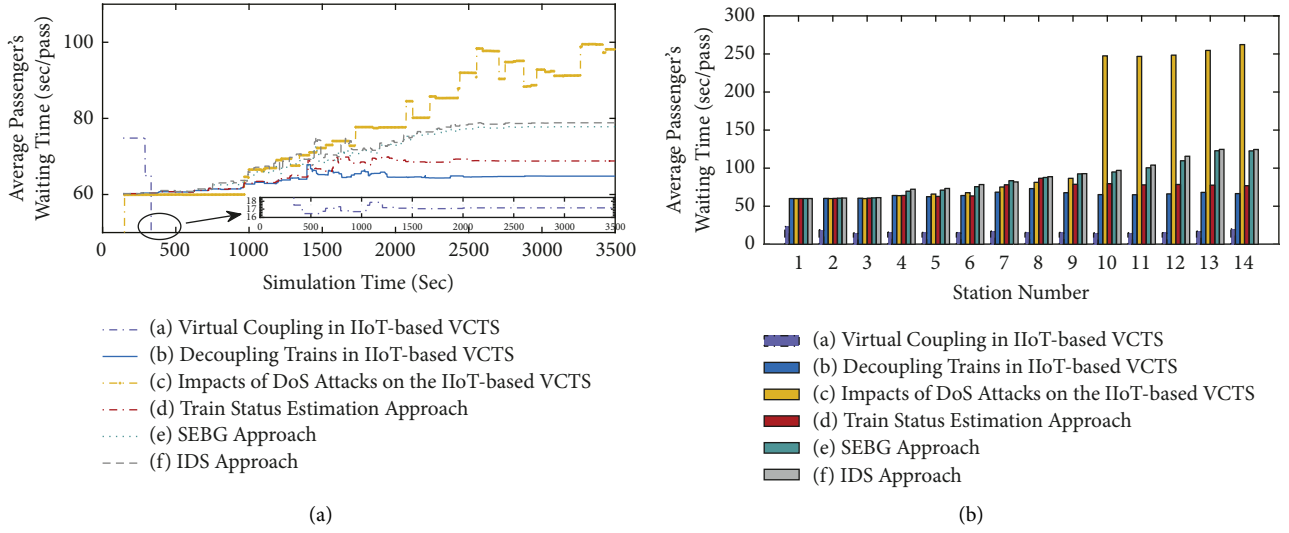 Average Passenger's
Waiting Time (sec/pass)
100
80
60
18
17
16
0
500
1000
1500
2000
2500
3000
3500
0
500
1000
1500
2000
2500
3000
3500
Simulation Time (Sec)
(a) Virtual Coupling in IIoT-based VCTS
(b) Decoupling Trains in IIoT-based VCTS
(c) Impacts of DoS Attacks on the IIoT-based VCTS
(d) Train Status Estimation Approach
(e) SEBG Approach
(f) IDS Approach
(a)
Average Passenger's
Waiting Time (sec/pass)
300
250
200
150
100
50
0
1 2 3 4 5 6 7 8 9 10 11 12 13 14
Station Number
(a) Virtual Coupling in IIoT-based VCTS
(b) Decoupling Trains in IIoT-based VCTS
(c) Impacts of DoS Attacks on the IIoT-based VCTS
(d) Train Status Estimation Approach
(e) SEBG Approach
(f) IDS Approach
(b)